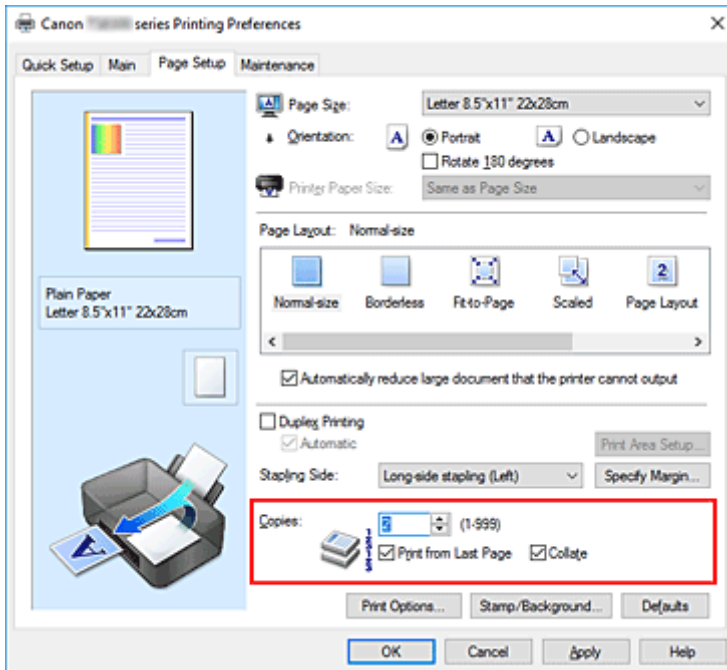 Canon series Printing Preferences
Quick Setup Main Page Setup Maintenance
Page Size: Letter 8.5"x11" 22x28cm
Orientation: A Portrait A Landscape
Rotate 180 degrees
Printer Paper Size: Same as Page Size
Page Layout: Normal-size
2
Normal-size Borderless Fit-to-Page Scaled Page Layout
Plain Paper
Letter 8.5"x11" 22x28cm
Automatically reduce large document that the printer cannot output
Duplex Printing
Automatic
Print Area Setup...
Stapling Side: Long-side stapling (Left) Specify Margin...
Copies: 2 (1-999)
Print from Last Page Collate
A
Print Options... Stamp/Background... Defaults
OK Cancel Apply Help